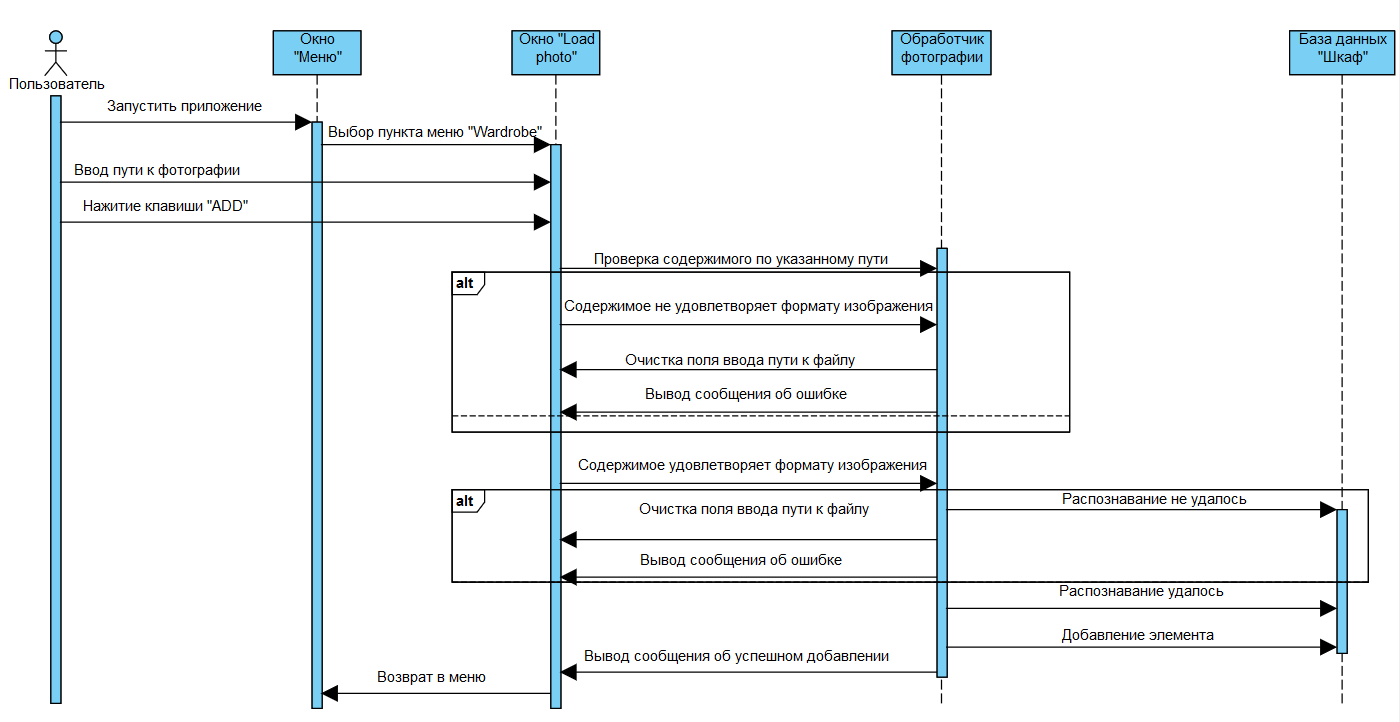 Окно
"Меню"
Окно "Load
photo"
Обработчик
фотографии
База данных
"Шкаф"
Пользователь
Запустить приложение
Выбор пункта меню "Wardrobe"
Ввод пути к фотографии
Нажитие клавиши "ADD"
Проверка содержимого по указанному пути
alt
Содержимое не удовлетворяет формату изображения
Очистка поля ввода пути к файлу
Вывод сообщения об ошибке
Содержимое удовлетворяет формату изображения
alt
Распознавание не удалось
Очистка поля ввода пути к файлу
Вывод сообщения об ошибке
Распознавание удалось
Добавление элемента
Вывод сообщения об успешном добавлении
Возврат в меню